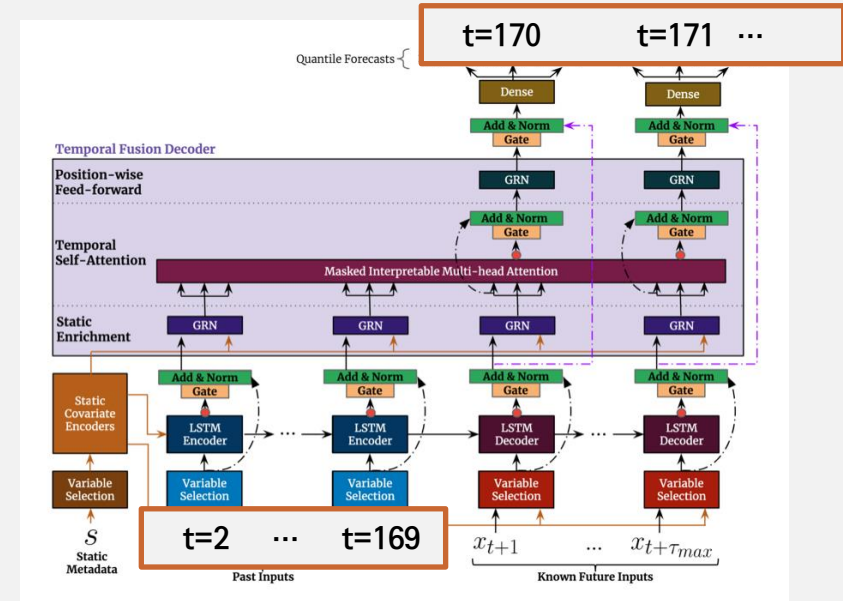 t=170 t=171 ...
Quantile Forecasts
Dense Dense
Add & Norm Add & Norm
Gate Gate
Temporal Fusion Decoder
Position-wise
Feed-forward
GRN GRN
Add & Norm Add & Norm
Gate Gate
Temporal
Self-Attention
Masked Interpretable Multi-head Attention
Static
Enrichment
GRN GRN GRN GRN
Add & Norm Add & Norm Add & Norm Add & Norm
Gate Gate Gate Gate
Static
Covariate
Encoders
LSTM
Encoder
...
LSTM
Encoder
LSTM
Decoder
...
LSTM
Decoder
Variable
Selection
Variable
Selection
Variable
Selection
Variable
Selection
Variable
Selection
t=2 ... t=169
s
Static
Metadata
x_{t+1} ... x_{t+τ_{max}}
Past Inputs
Known Future Inputs